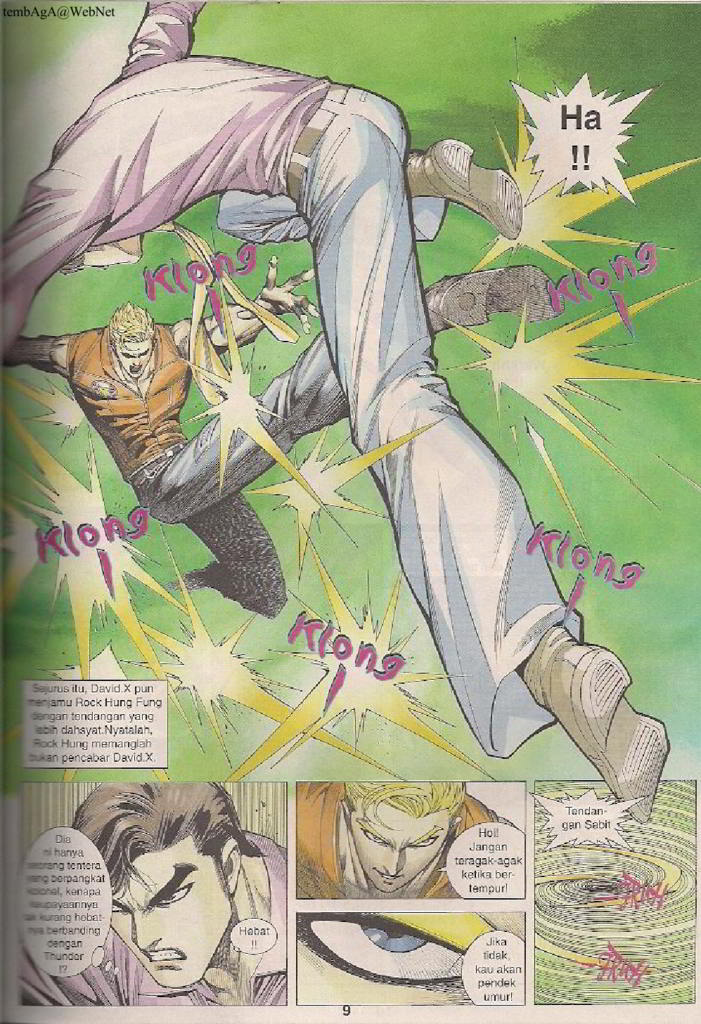 tembAgA@WebNet
Ha
!!
Klong
!
Klong
!
Klong
!
Klong
!
Klong
!
Sejurus itu, David.X pun
menjamu Rock Hung Fung
dengan tendangan yang
lebih dahsyat.Nyatalah,
Rock Hung memanglah
bukan pencabar David.X.
Dia
ni hanya
seorang tentera
yang berpangkat
kolonel, kenapa
keupayaannya
tak kurang hebat-
nya berbanding
dengan
Thunder
!?
Hebat
!!
Hoi!
Jangan
teragak-agak
ketika ber-
tempur!
Jika
tidak,
kau akan
pendek
umur!
Tendan-
gan Sabit
9